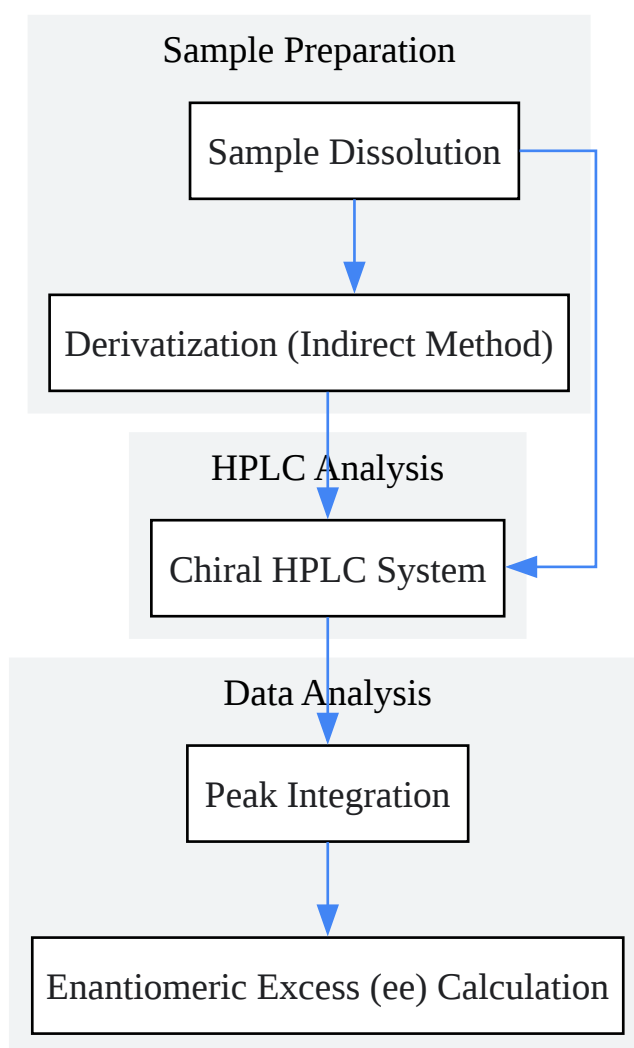 Sample Preparation
Sample Dissolution
Derivatization (Indirect Method)
HPLC Analysis
Chiral HPLC System
Data Analysis
Peak Integration
Enantiomeric Excess (ee) Calculation